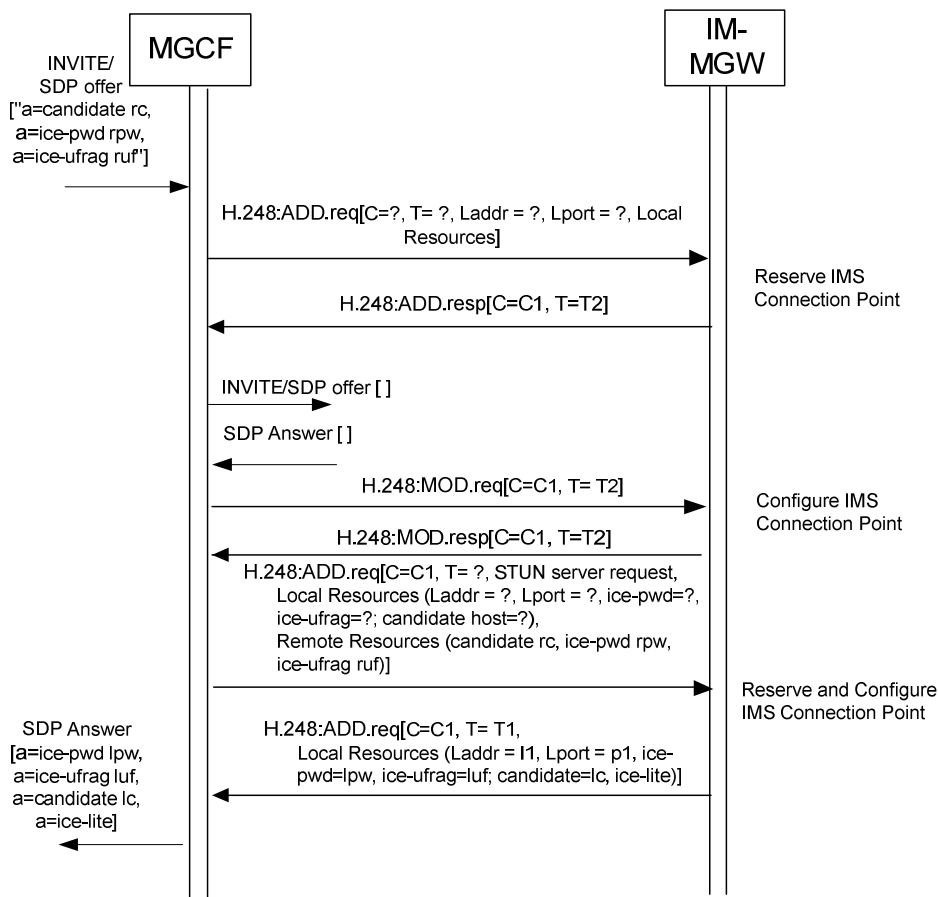 MGCF
IM-
MGW
INVITE/
SDP offer
["a=candidate rc,
a=ice-pwd rpw,
a=ice-ufrag ruf"]
H.248:ADD.req[C=?, T= ?, Laddr = ?, Lport = ?, Local
Resources]
Reserve IMS
Connection Point
H.248:ADD.resp[C=C1, T=T2]
INVITE/SDP offer [ ]
SDP Answer [ ]
H.248:MOD.req[C=C1, T= T2]
Configure IMS
Connection Point
H.248:MOD.resp[C=C1, T=T2]
H.248:ADD.req[C=C1, T= ?, STUN server request,
Local Resources (Laddr = ?, Lport = ?, ice-pwd=?,
ice-ufrag=?; candidate host=?),
Remote Resources (candidate rc, ice-pwd rpw,
ice-ufrag ruf)]
Reserve and Configure
IMS Connection Point
H.248:ADD.req[C=C1, T= T1,
Local Resources (Laddr = l1, Lport = p1, ice-
pwd=lpw, ice-ufrag=luf; candidate=lc, ice-lite)]
SDP Answer
[a=ice-pwd lpw,
a=ice-ufrag luf,
a=candidate lc,
a=ice-lite]